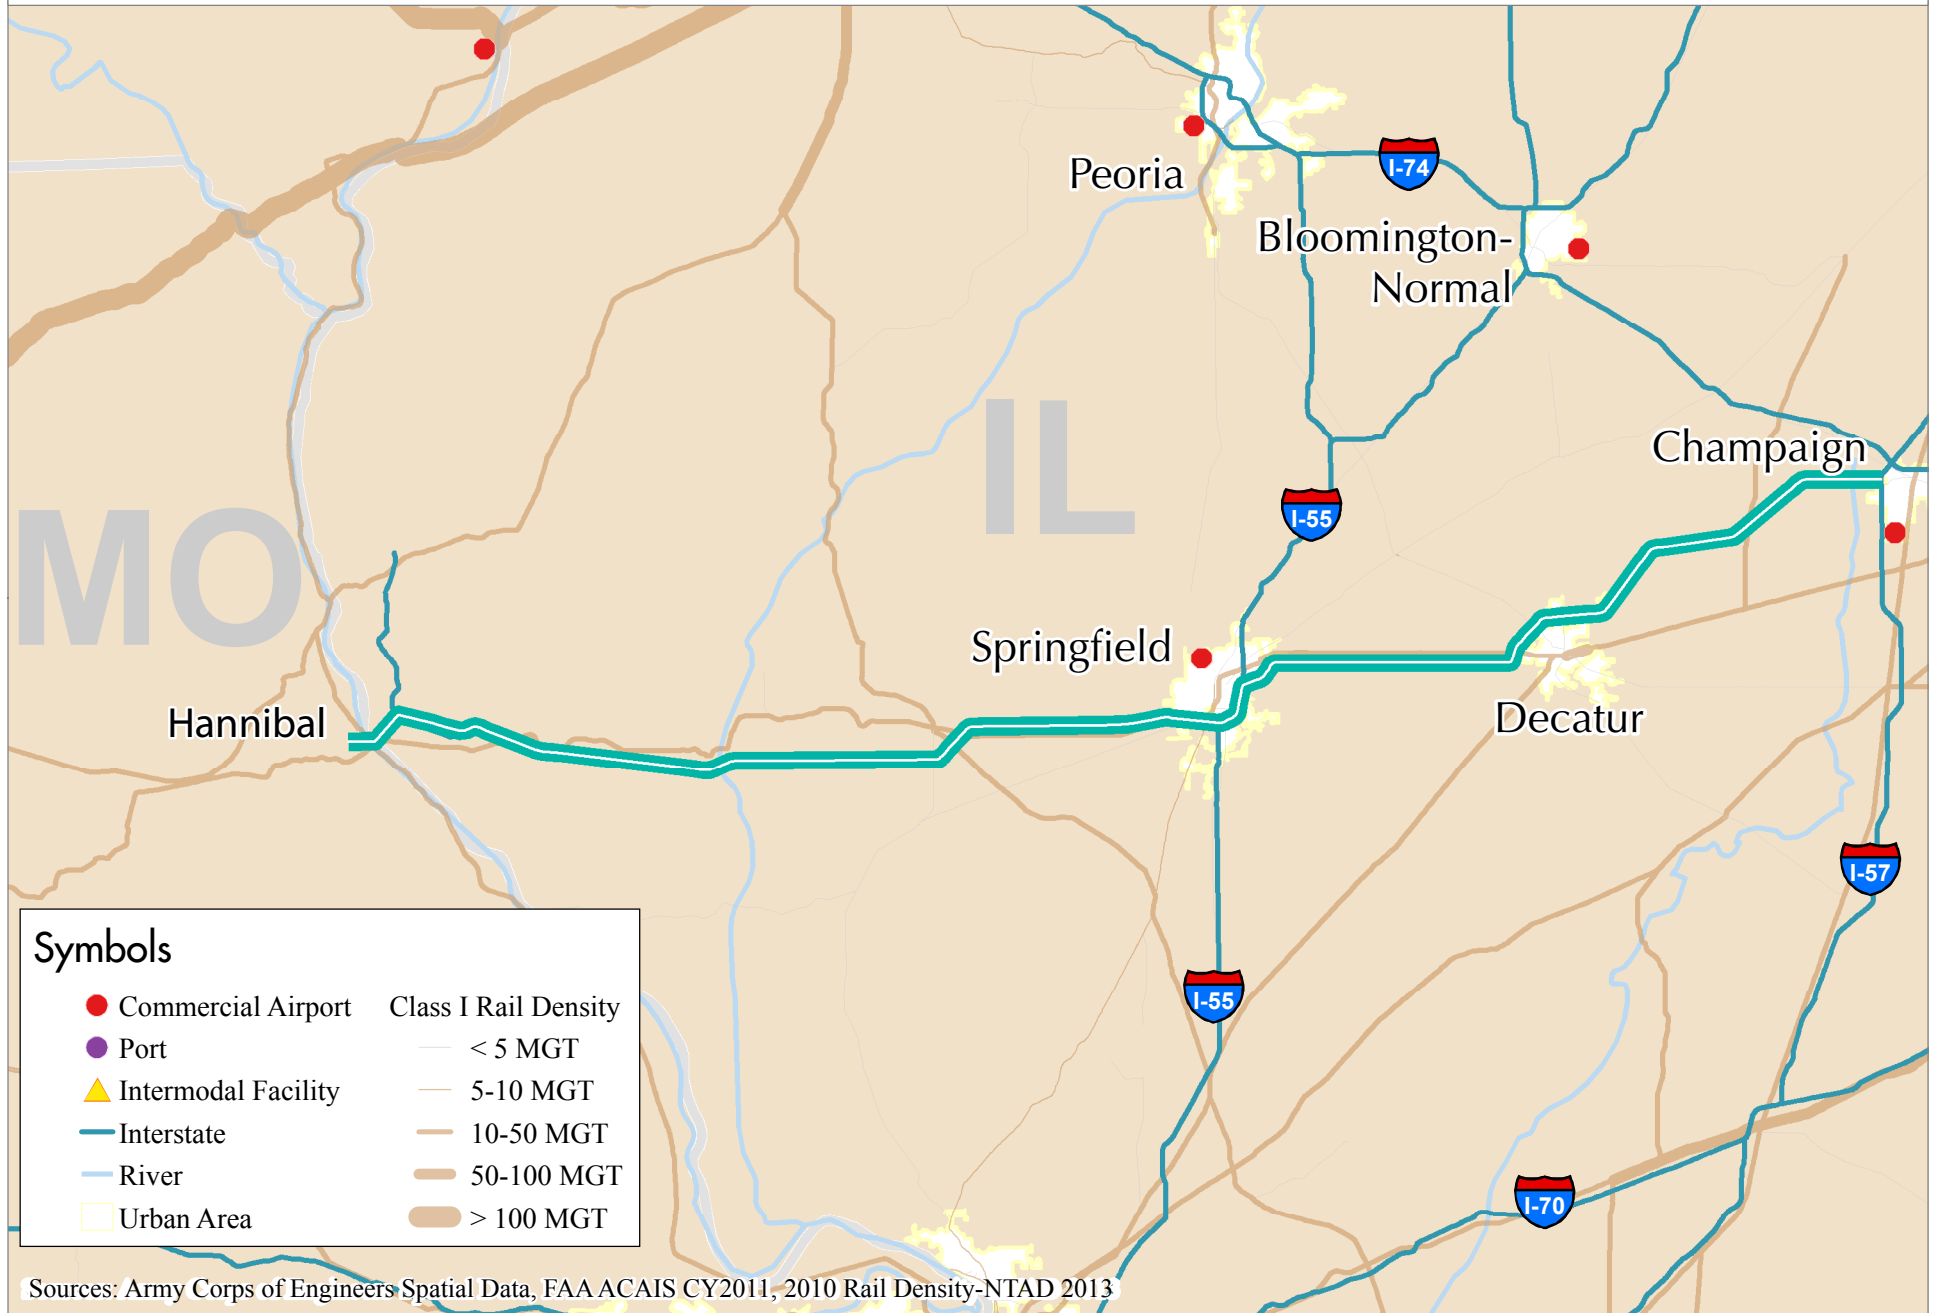 Peoria
I-74
Bloomington-
Normal
IL
Champaign
I-55
MO
Springfield
Hannibal
Decatur
I-57
I-55
I-70
Symbols
Commercial Airport
Port
Intermodal Facility
Interstate
River
Urban Area
Class I Rail Density
< 5 MGT
5-10 MGT
10-50 MGT
50-100 MGT
> 100 MGT
Sources: Army Corps of Engineers Spatial Data, FAA ACAIS CY2011, 2010 Rail Density-NTAD 2013